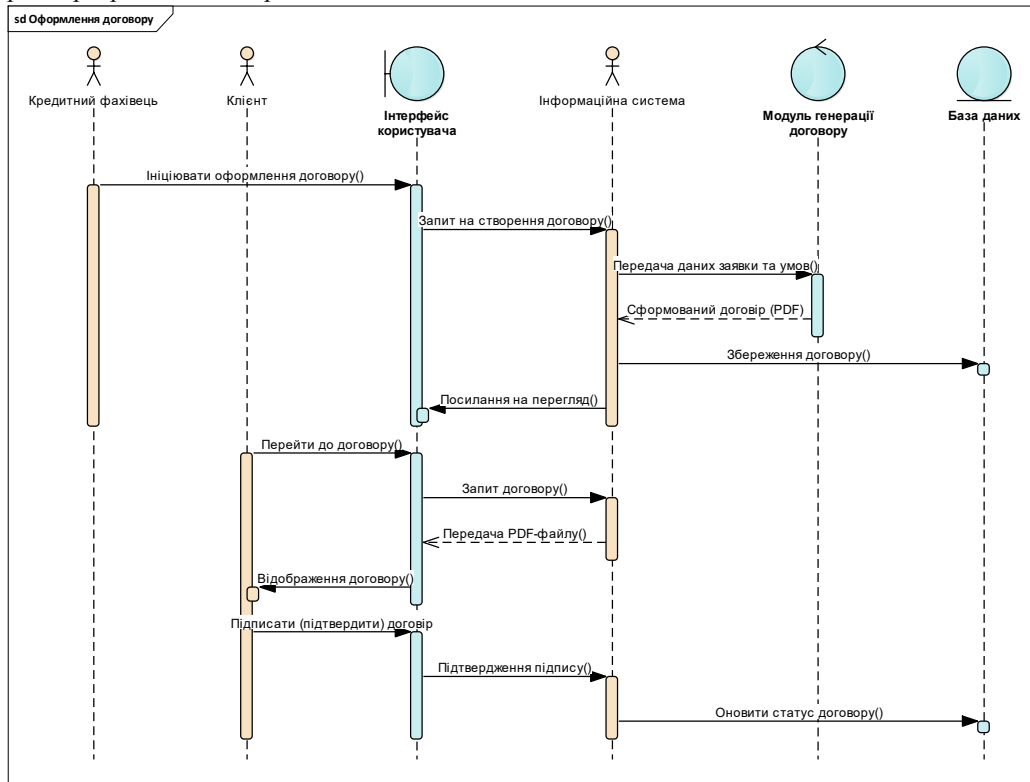 sd Оформлення договору
Кредитний фахівець
Клієнт
Інтерфейс
користувача
Інформаційна система
Модуль генерації
договору
База даних
Ініціювати оформлення договору()
Запит на створення договору()
Передача даних заявки та умов()
Сформований договір (PDF)
Збереження договору()
Посилання на перегляд()
Перейти до договору()
Запит договору()
Передача PDF-файлу()
Відображення договору()
Підписати (підтвердити) договір
Підтвердження підпису()
Оновити статус договору()